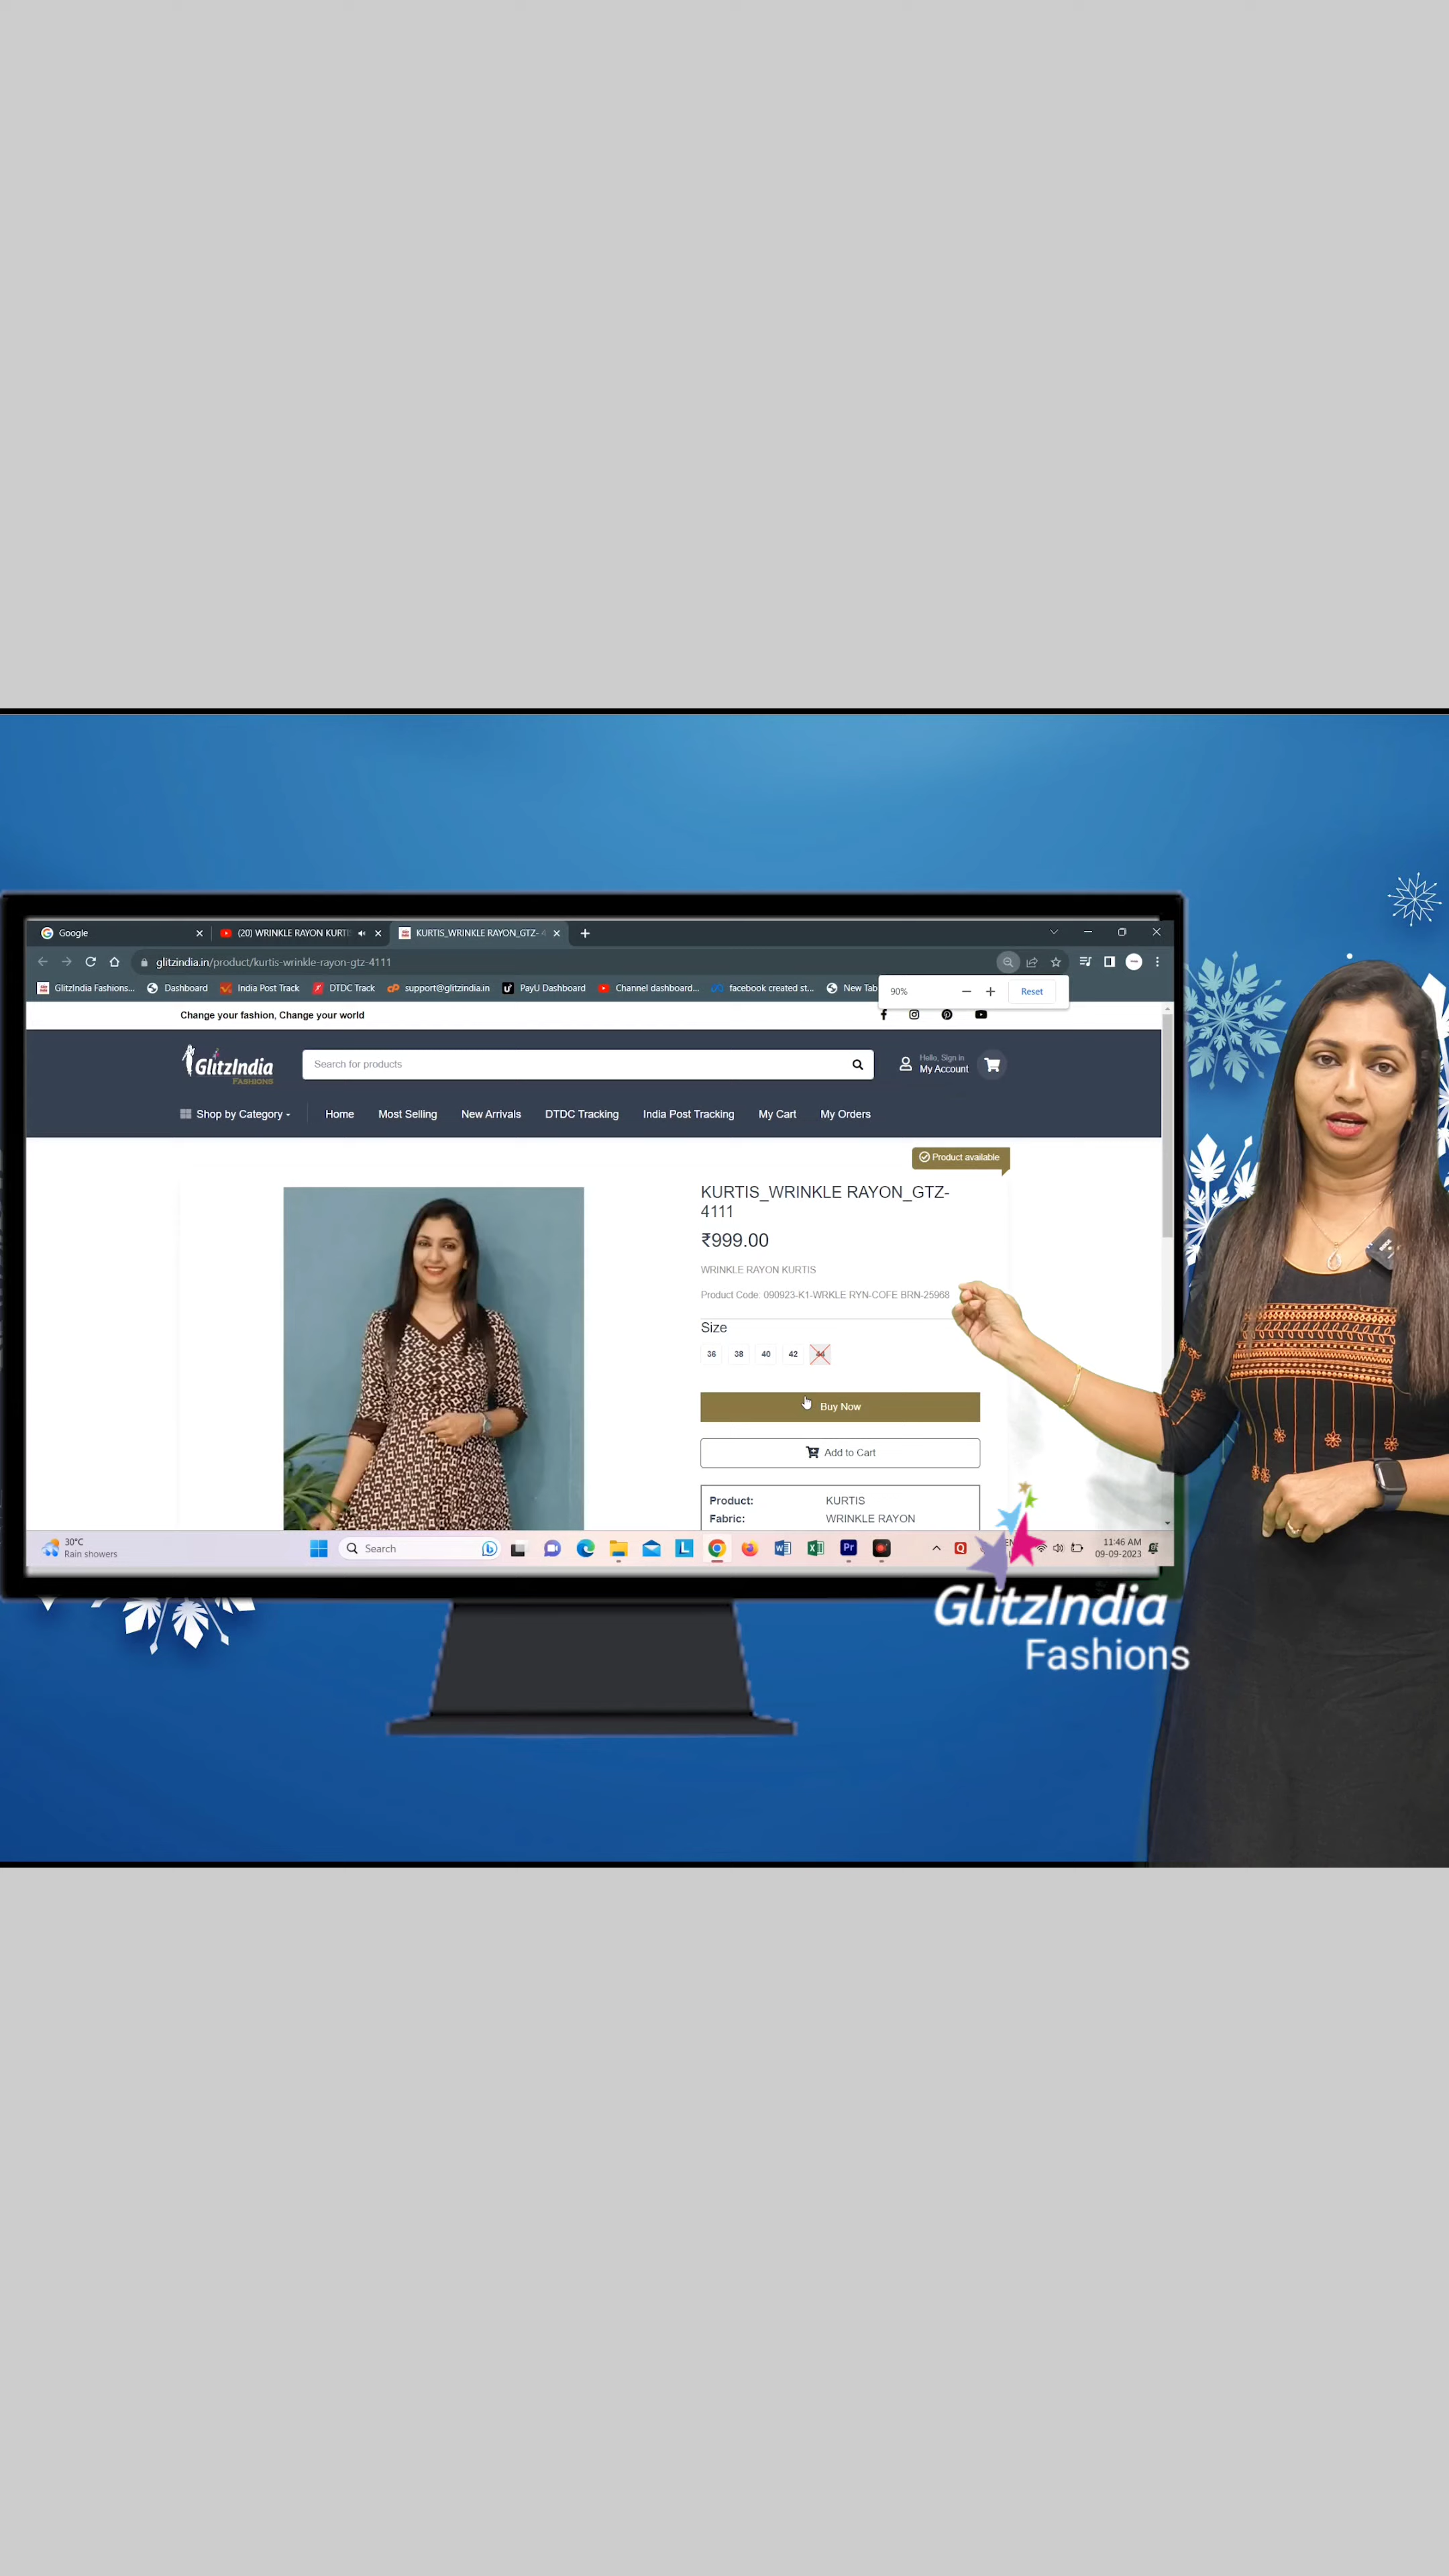 Google
(20) WRINKLE RAYON KURTI
KURTIS_WRINKLE RAYON_GTZ-
glitzindia.in/product/kurtis-wrinkle-rayon-gtz-4111
GlitzIndia Fashions...
Dashboard
India Post Track
DTDC Track
support@glitzindia.in
PayU Dashboard
Channel dashboard...
facebook created st...
New Tab
90%
Reset
Change your fashion, Change your world
GlitzIndia
FASHIONS
Search for products
Hello, Sign in
My Account
Shop by Category
Home
Most Selling
New Arrivals
DTDC Tracking
India Post Tracking
My Cart
My Orders
Product available
KURTIS_WRINKLE RAYON_GTZ-
4111
₹999.00
WRINKLE RAYON KURTIS
Product Code: 090923-K1-WRKLE RYN-COFE BRN-25968
Size
36 38 40 42 44
Buy Now
Add to Cart
Product: KURTIS
Fabric: WRINKLE RAYON
30°C
Rain showers
Search
11:46 AM
09-09-2023
GlitzIndia
Fashions